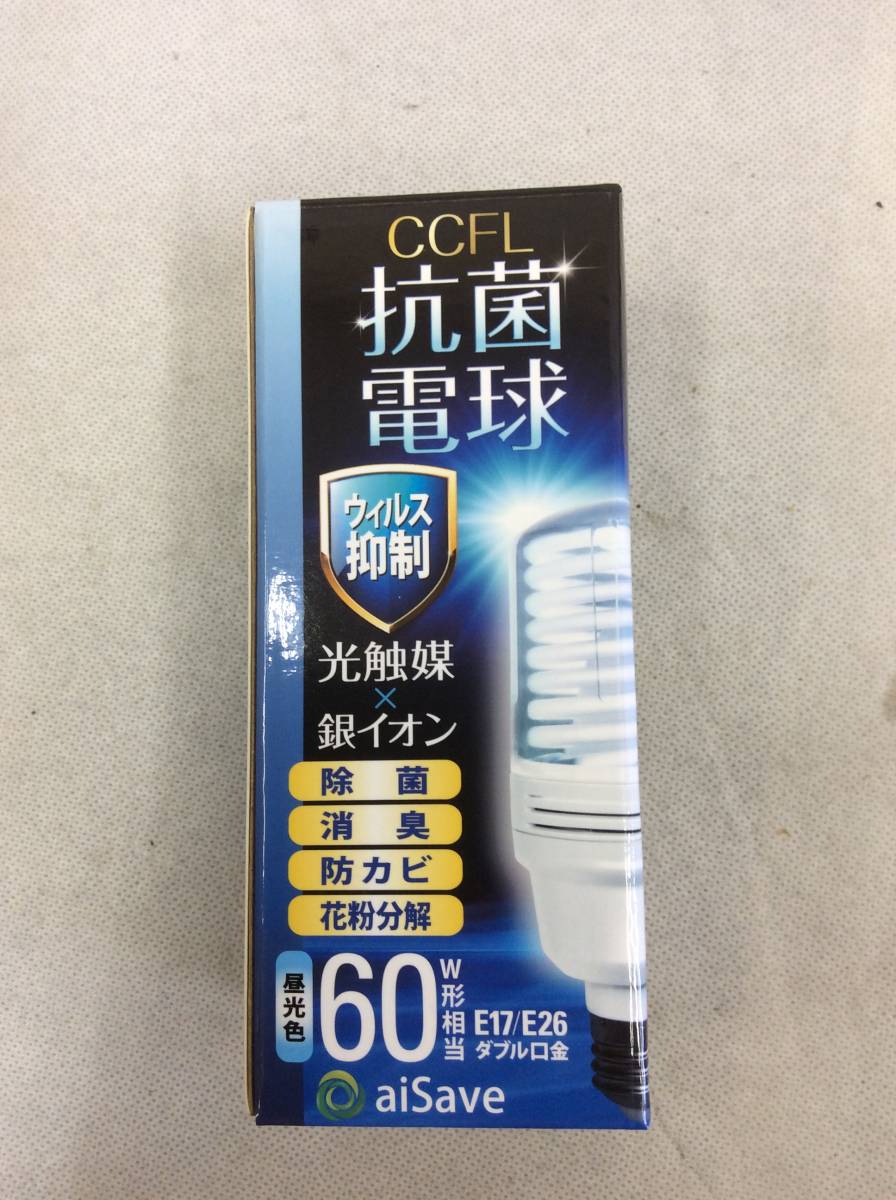 CCFL
抗菌
電球
ウィルス
抑制
光触媒
×
銀イオン
除菌
消臭
防カビ
花粉分解
昼光色
60
W形相当
E17/E26
ダブル口金
aiSave